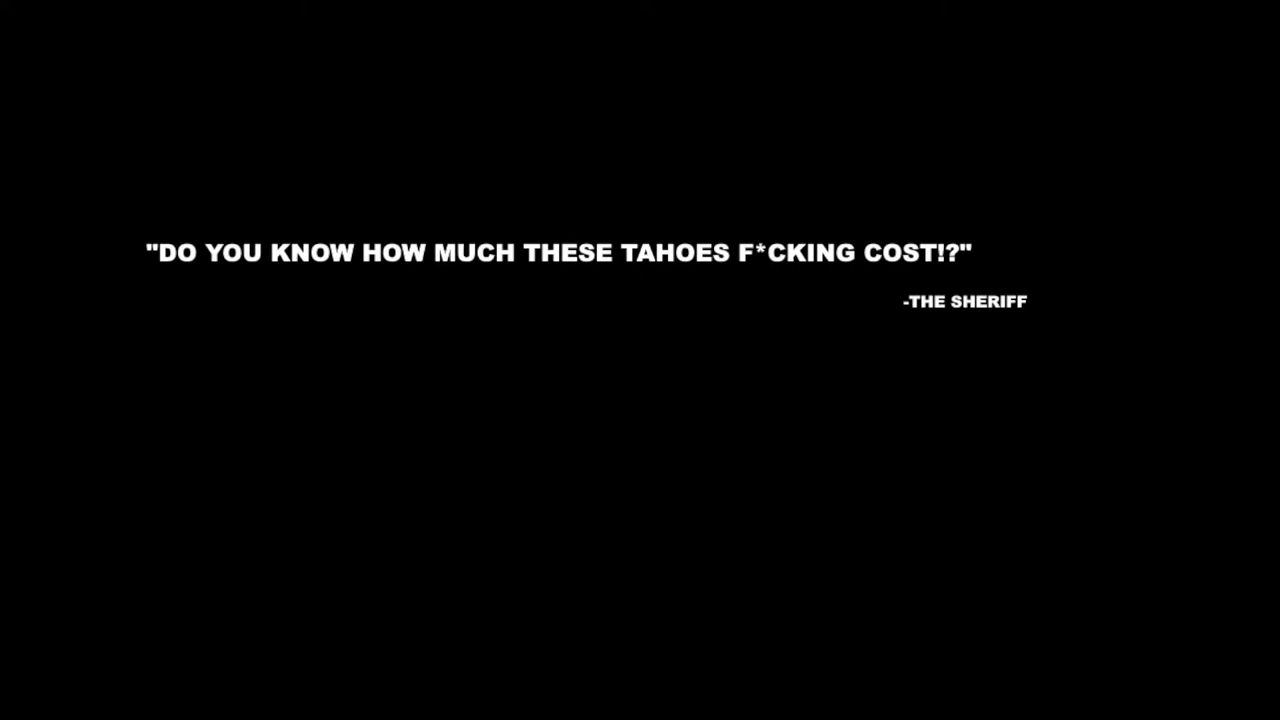 "DO YOU KNOW HOW MUCH THESE TAHOES F*CKING COST!?"
-THE SHERIFF